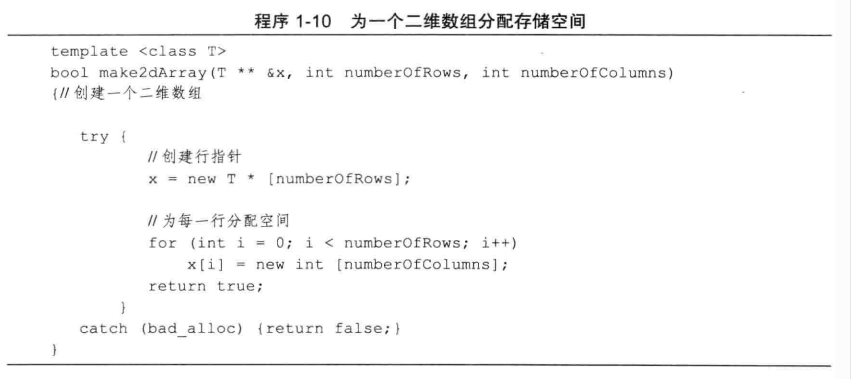 程序 1-10 为一个二维数组分配存储空间
template <class T>
bool make2dArray(T ** &x, int numberOfRows, int numberOfColumns)
{// 创建一个二维数组
try {
// 创建行指针
x = new T * [numberOfRows];
// 为每一行分配空间
for (int i = 0; i < numberOfRows; i++)
x[i] = new int [numberOfColumns];
return true;
}
catch (bad_alloc) {return false;}
}